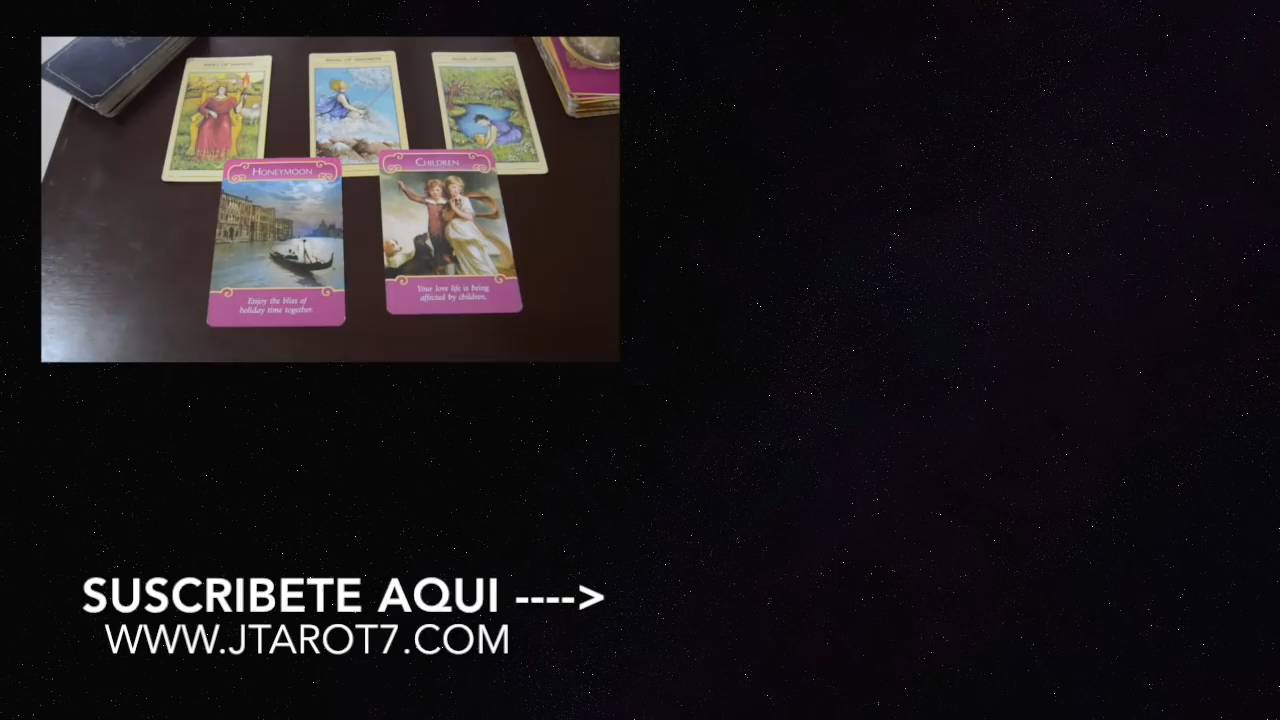 HONEYMOON
Enjoy the bliss of
holiday time together.
CHILDREN
Your love life is being
affected by children.
SUSCRIBETE AQUI ---->
WWW.JTAROT7.COM